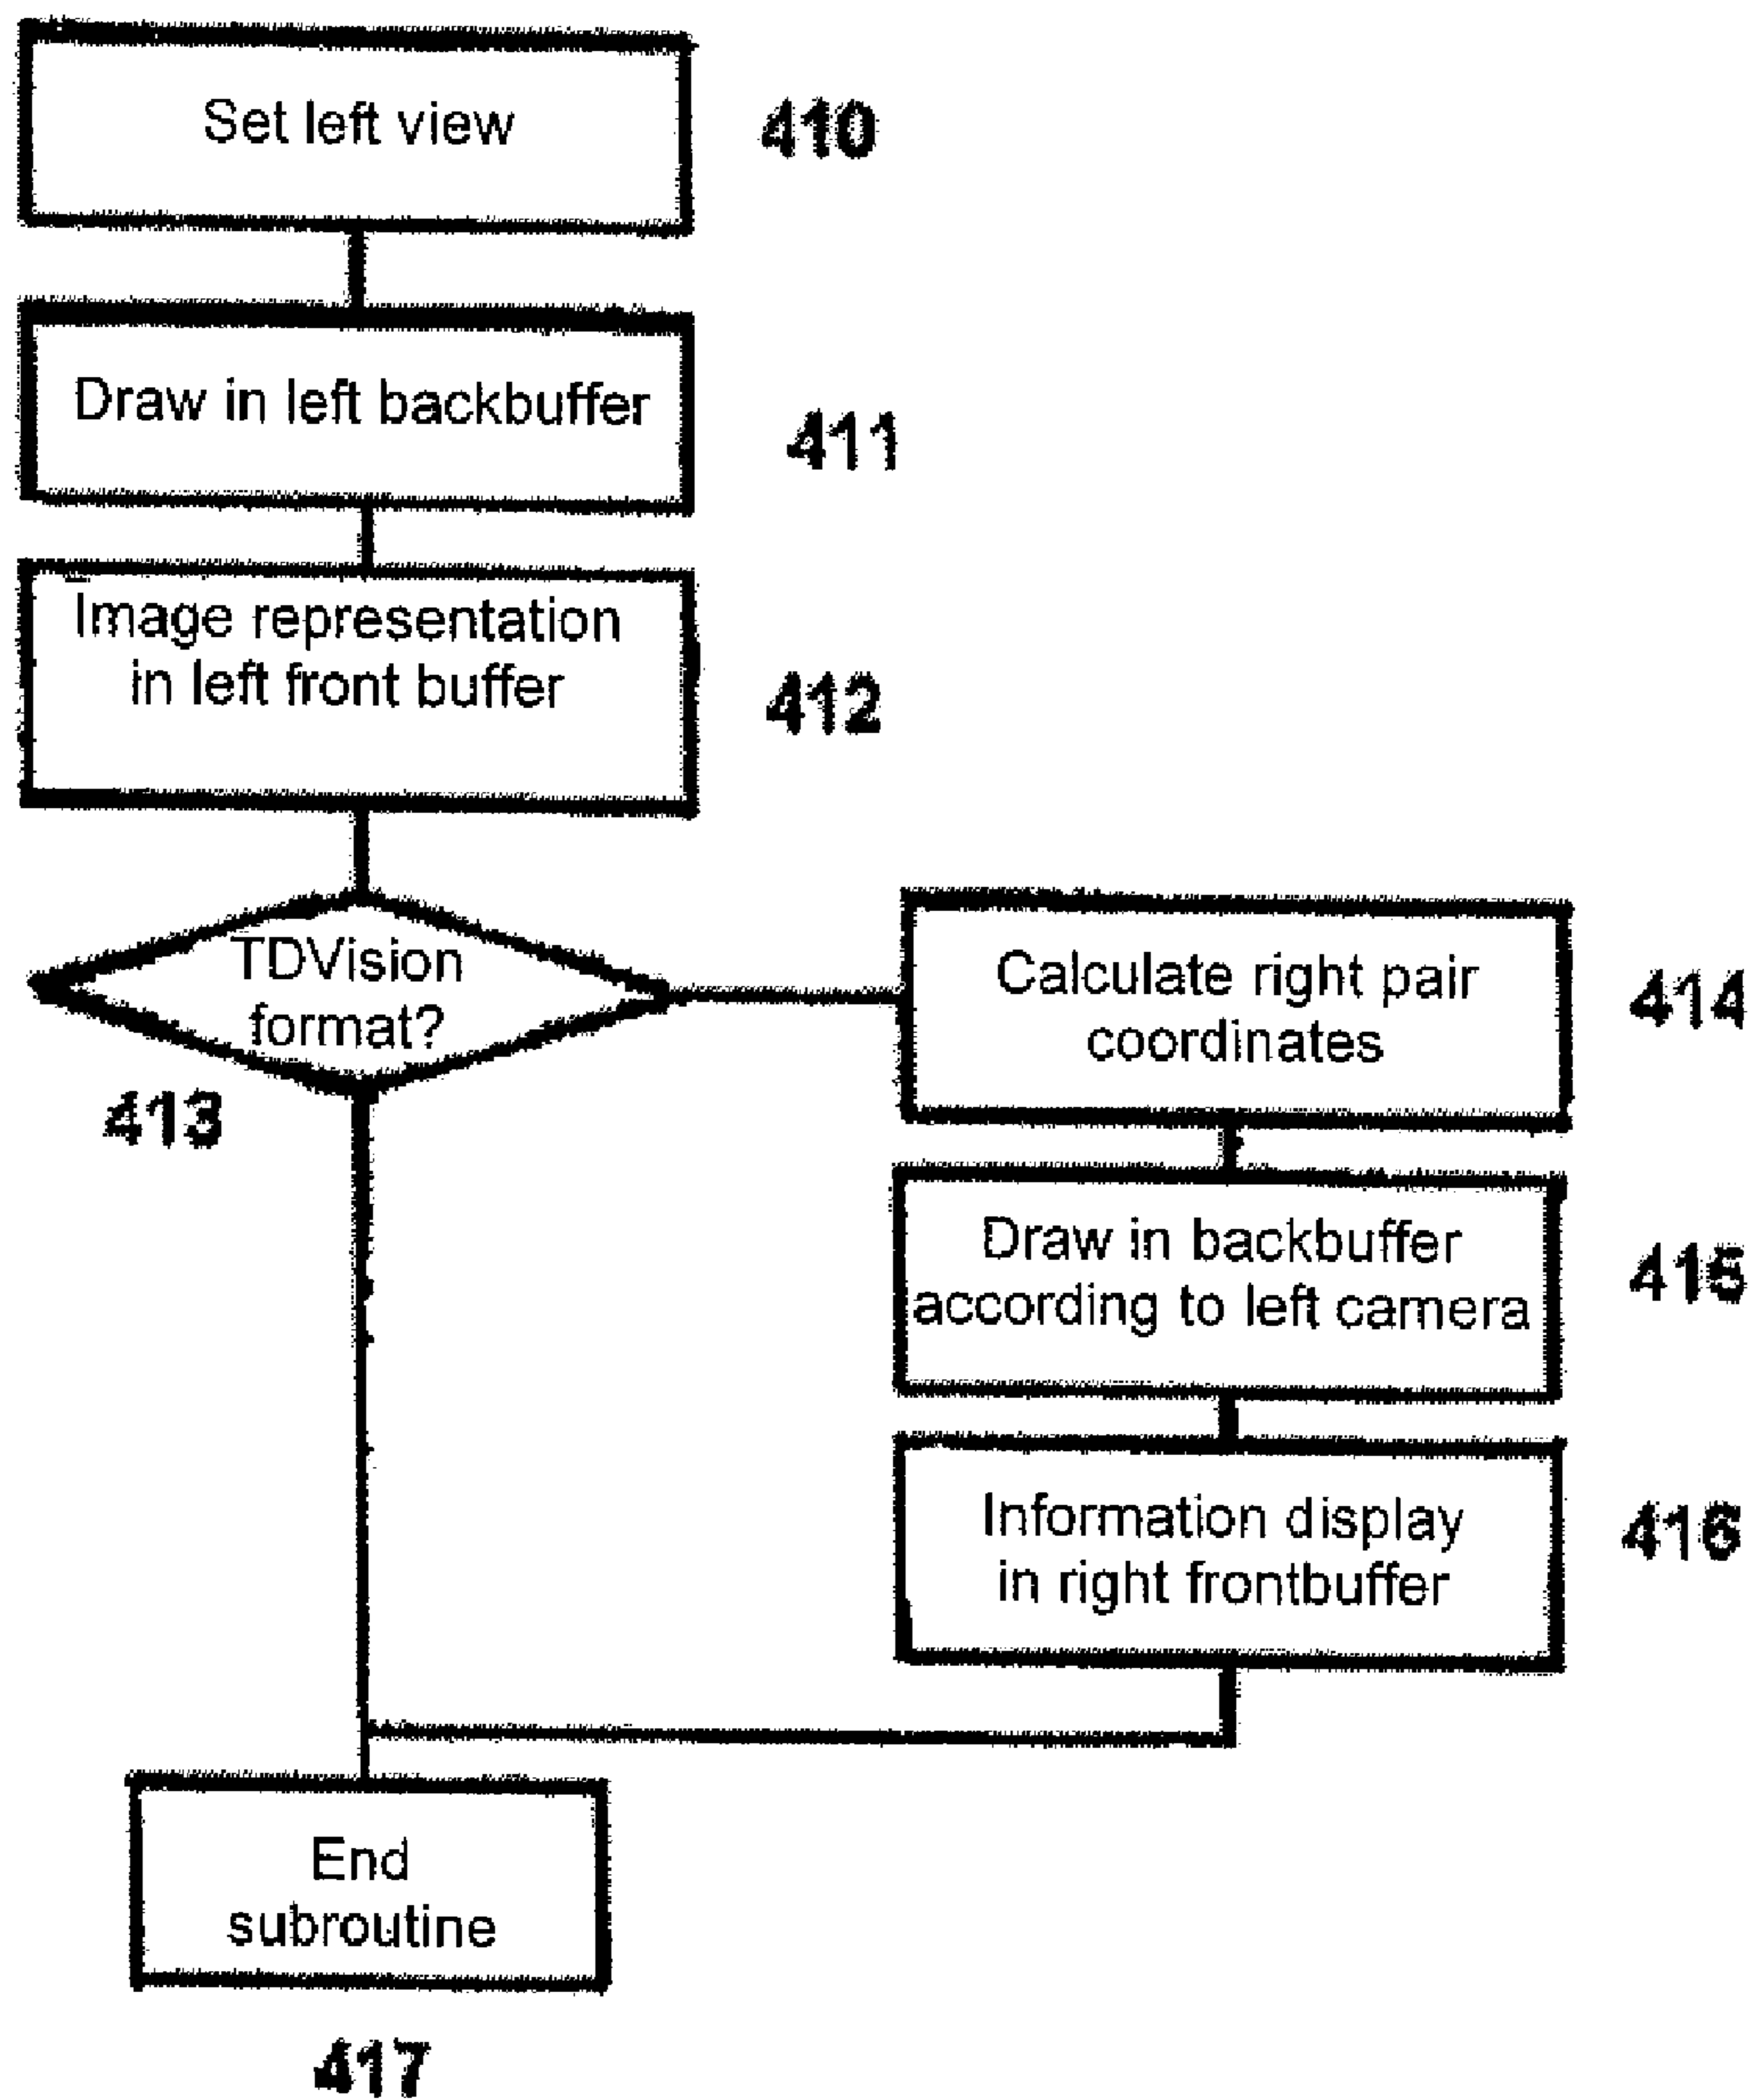 Set left view
410
Draw in left backbuffer
411
Image representation
in left front buffer
412
TDVision
format?
413
Calculate right pair
coordinates
414
Draw in backbuffer
according to left camera
415
Information display
in right frontbuffer
416
End
subroutine
417